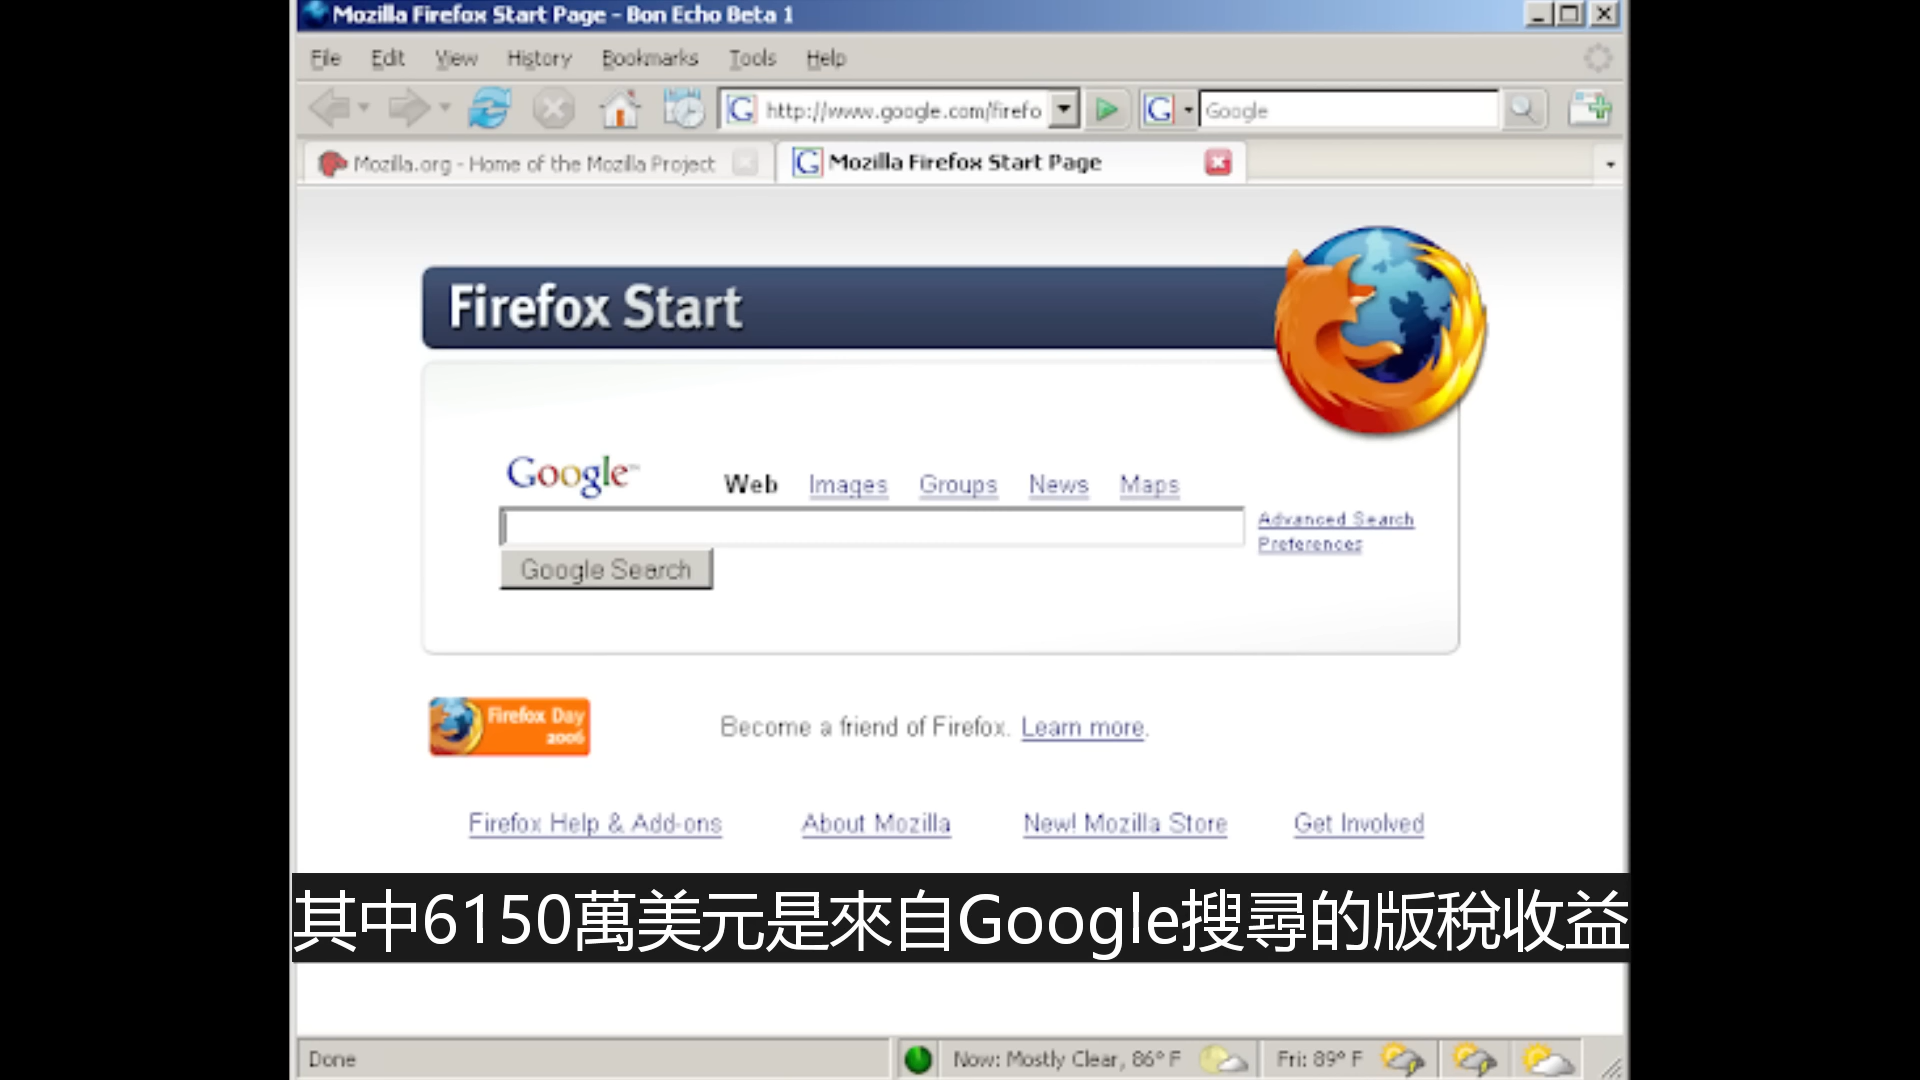 Mozilla Firefox Start Page - Bon Echo Beta 1
File Edit View History Bookmarks Tools Help
http://www.google.com/firefo
Google
Mozilla.org - Home of the Mozilla Project
Mozilla Firefox Start Page
Firefox Start
Google™ Web Images Groups News Maps
Advanced Search
Preferences
Google Search
Firefox Day
2006
Become a friend of Firefox. Learn more.
Firefox Help & Add-ons About Mozilla New! Mozilla Store Get Involved
其中6150萬美元是來自Google搜尋的版稅收益
Done Now: Mostly Clear, 86° F Fri: 89° F